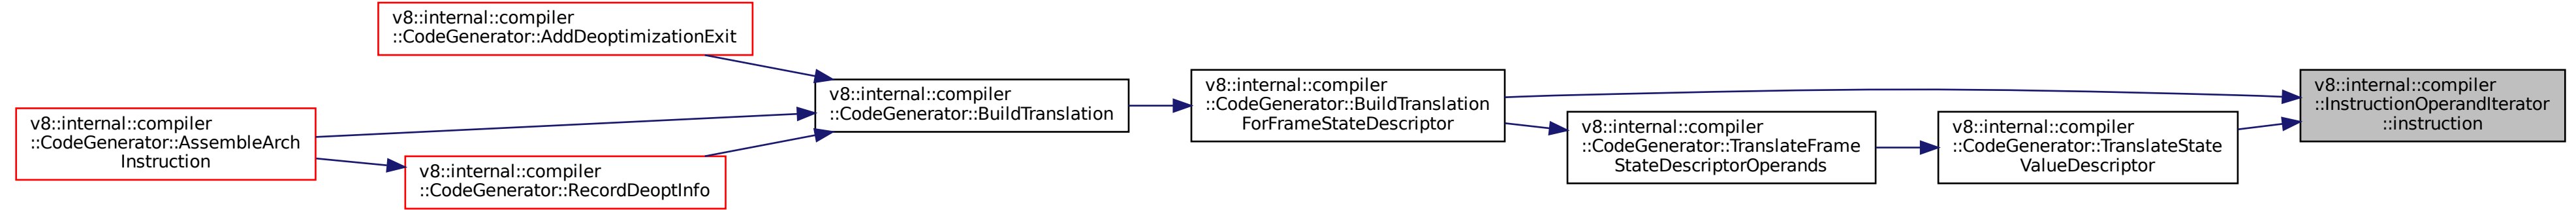 v8::internal::compiler
::CodeGenerator::AddDeoptimizationExit
v8::internal::compiler
::CodeGenerator::AssembleArch
Instruction
v8::internal::compiler
::CodeGenerator::RecordDeoptInfo
v8::internal::compiler
::CodeGenerator::BuildTranslation
v8::internal::compiler
::CodeGenerator::BuildTranslation
ForFrameStateDescriptor
v8::internal::compiler
::CodeGenerator::TranslateFrame
StateDescriptorOperands
v8::internal::compiler
::CodeGenerator::TranslateState
ValueDescriptor
v8::internal::compiler
::InstructionOperandIterator
::instruction